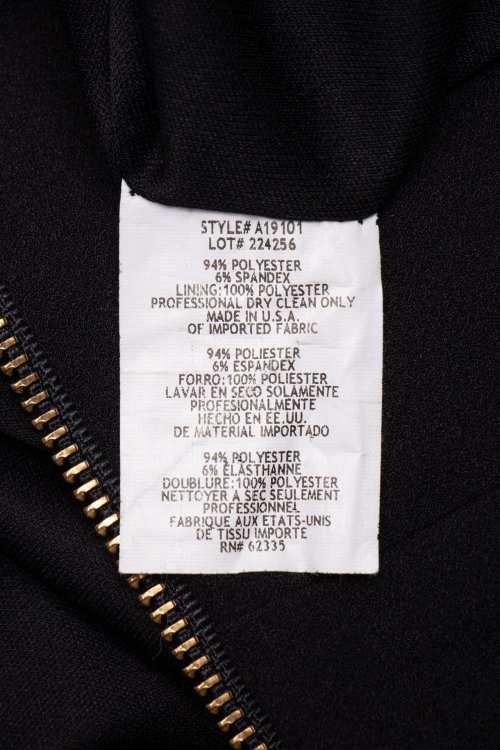 STYLE# A19101
LOT# 224256
94% POLYESTER
6% SPANDEX
LINING:100% POLYESTER
PROFESSIONAL DRY CLEAN ONLY
MADE IN U.S.A.
OF IMPORTED FABRIC
94% POLIESTER
6% ESPANDEX
FORRO:100% POLIESTER
LAVAR EN SECO SOLAMENTE
PROFESIONALMENTE
HECHO EN EE.UU.
DE MATERIAL IMPORTADO
94% POLYESTER
6% ELASTHANNE
DOUBLURE:100% POLYESTER
NETTOYER A SEC SEULEMENT
PROFESSIONNEL
FABRIQUE AUX ETATS-UNIS
DE TISSU IMPORTE
RN# 62335